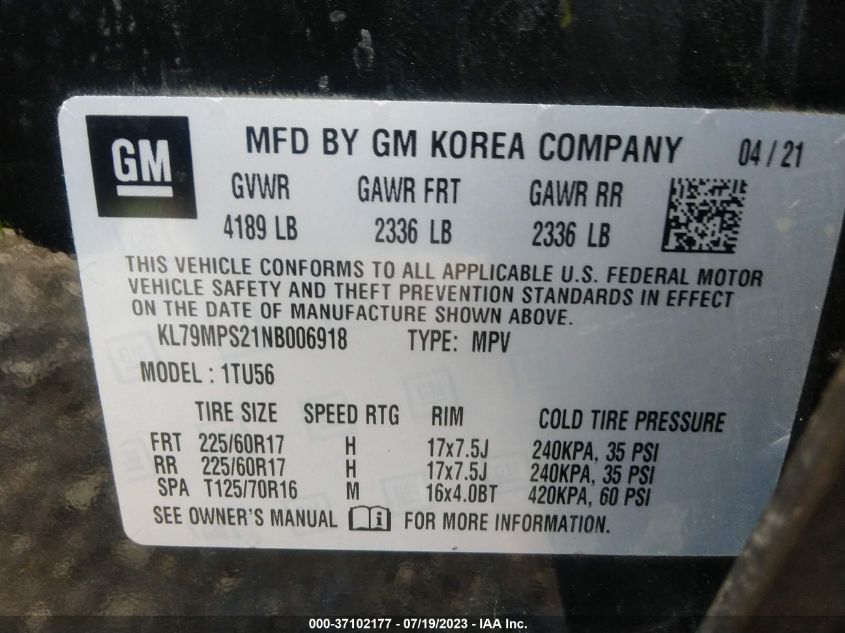 GM
MFD BY GM KOREA COMPANY 04 / 21
GVWR GAWR FRT GAWR RR
4189 LB 2336 LB 2336 LB
THIS VEHICLE CONFORMS TO ALL APPLICABLE U.S. FEDERAL MOTOR
VEHICLE SAFETY AND THEFT PREVENTION STANDARDS IN EFFECT
ON THE DATE OF MANUFACTURE SHOWN ABOVE.
KL79MPS21NB006918 TYPE: MPV
MODEL : 1TU56
TIRE SIZE SPEED RTG RIM COLD TIRE PRESSURE
FRT 225/60R17 H 17x7.5J 240KPA, 35 PSI
RR 225/60R17 H 17x7.5J 240KPA, 35 PSI
SPA T125/70R16 M 16x4.0BT 420KPA, 60 PSI
SEE OWNER'S MANUAL i FOR MORE INFORMATION.
000-37102177 - 07/19/2023 - IAA Inc.